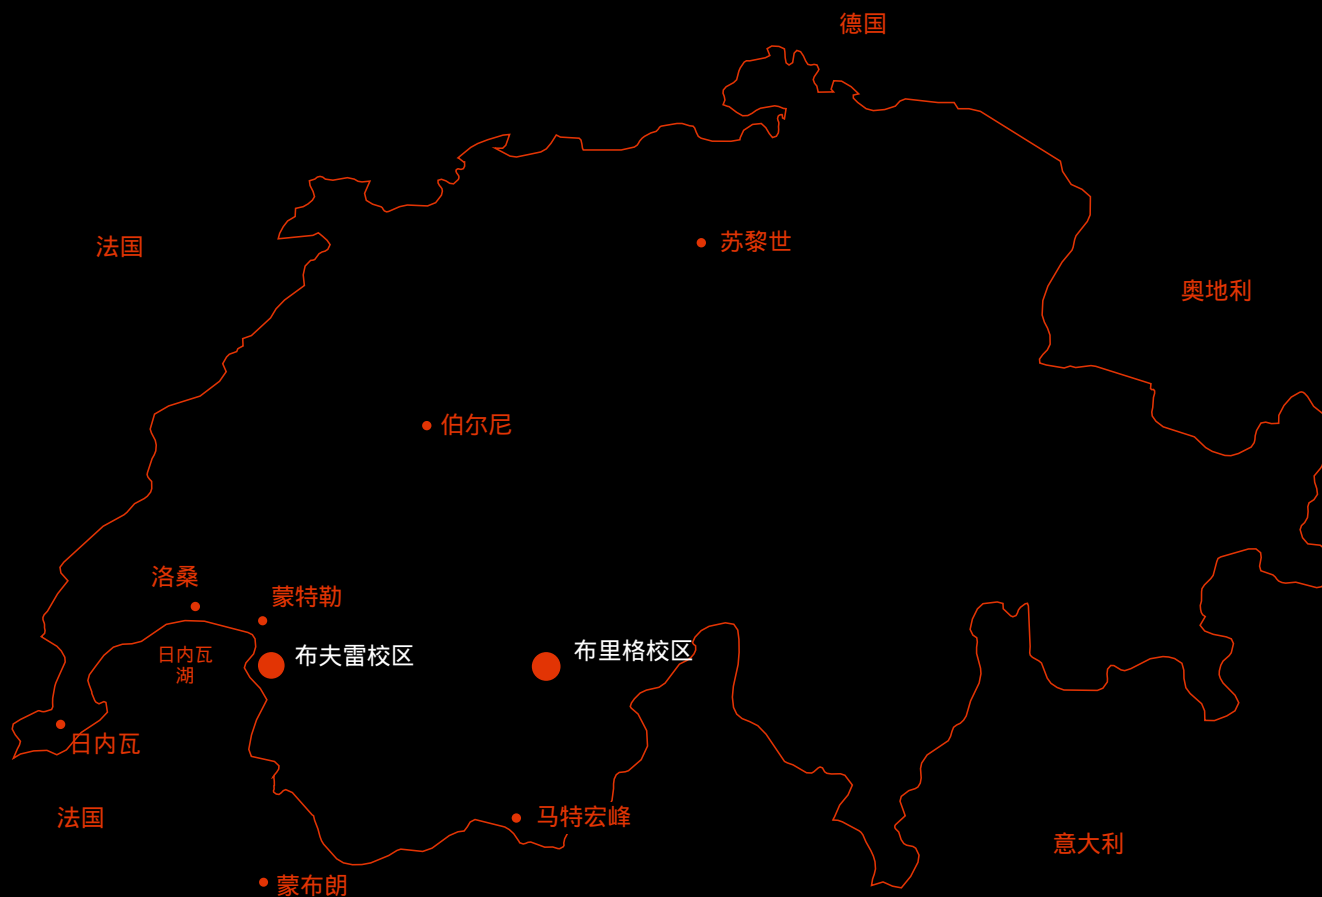 德国
法国
苏黎世
奥地利
伯尔尼
洛桑
蒙特勒
日内瓦
湖
布夫雷校区
布里格校区
日内瓦
法国
马特宏峰
意大利
蒙布朗